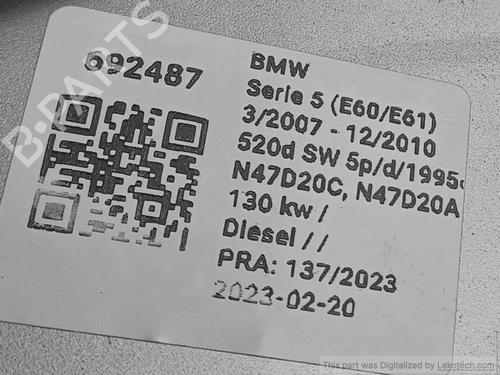 692487
BMW
Serie 5 (E60/E61)
3/2007 - 12/2010
520d SW 5p/d/1995c
N47D20C, N47D20A
130 kw /
Diesel / /
PRA: 137/2023
2023-02-20
B-PARTS
This part was Digitalized by Lekotech.com